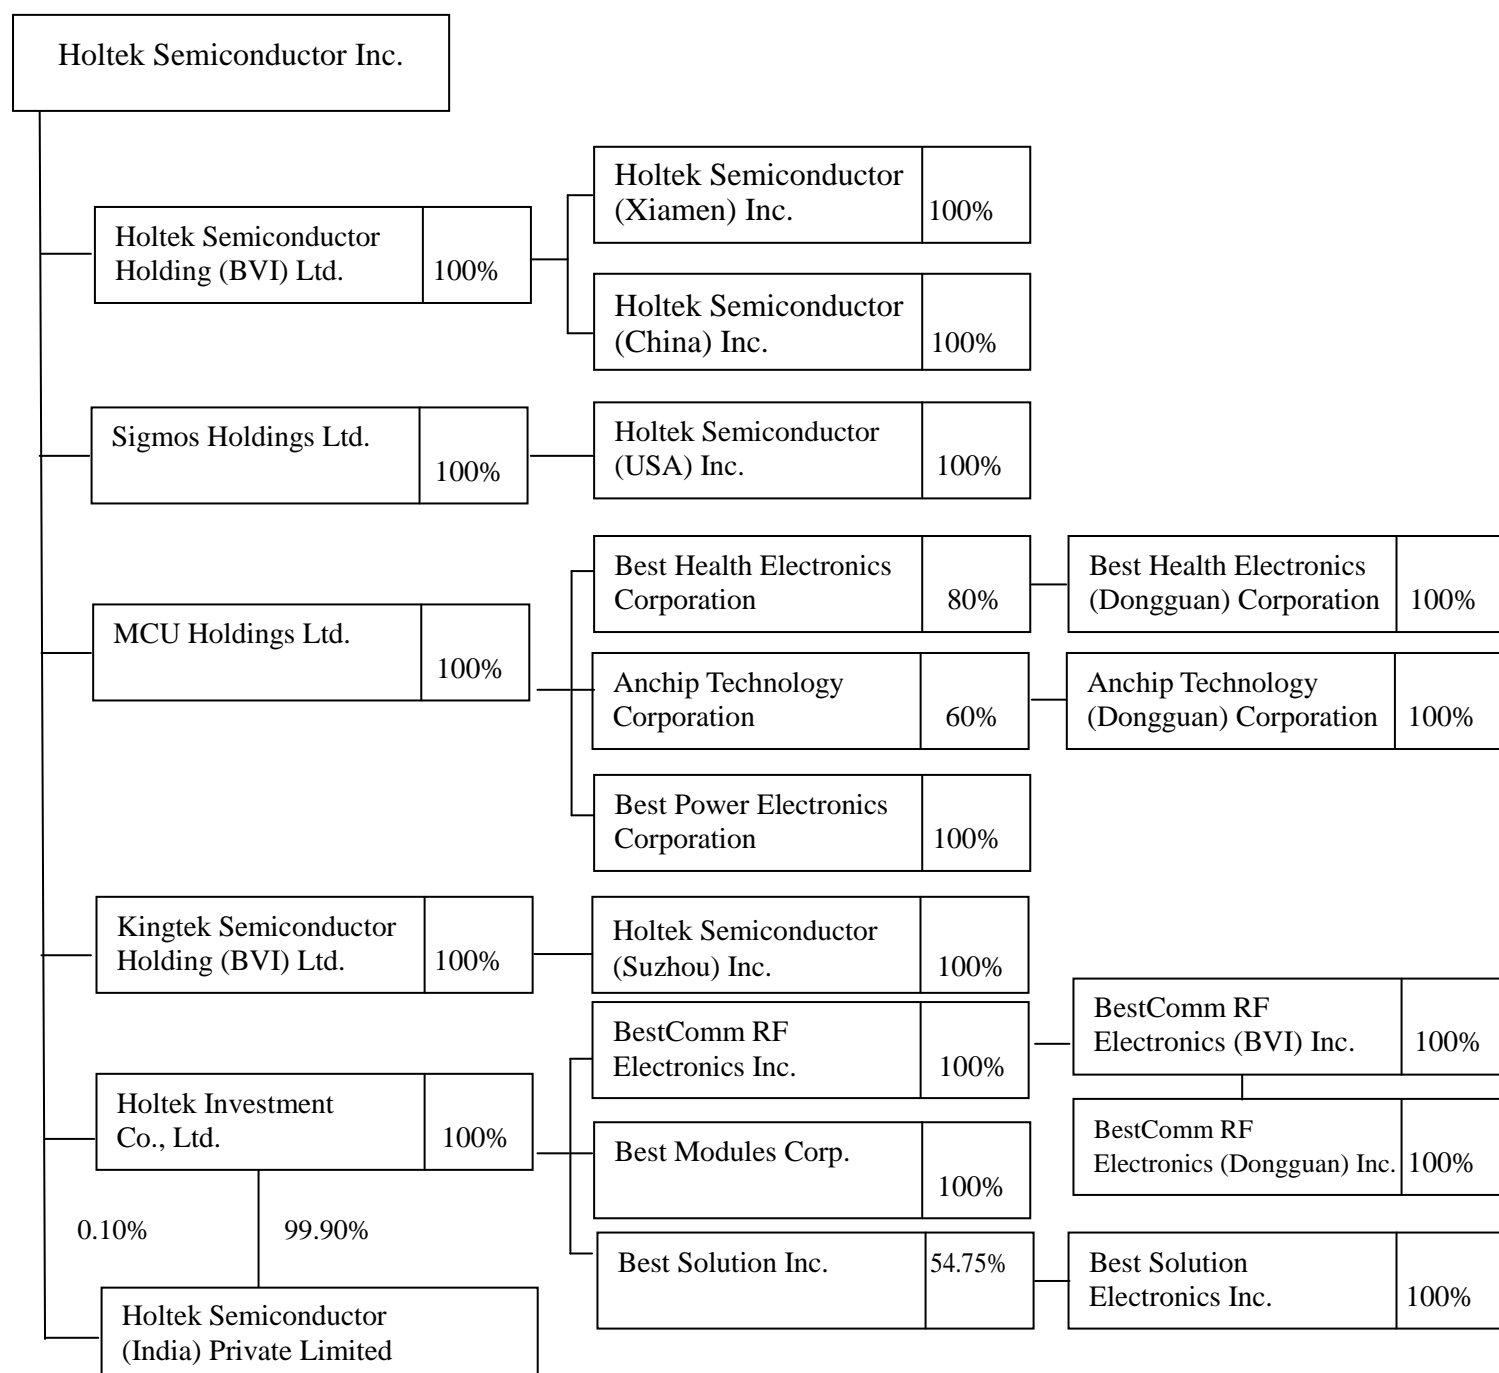 Holtek Semiconductor Inc.
Holtek Semiconductor
Holding (BVI) Ltd.
100%
Holtek Semiconductor
(Xiamen) Inc.
100%
Holtek Semiconductor
(China) Inc.
100%
Sigmos Holdings Ltd.
100%
Holtek Semiconductor
(USA) Inc.
100%
MCU Holdings Ltd.
100%
Best Health Electronics
Corporation
80%
Best Health Electronics
(Dongguan) Corporation
100%
Anchip Technology
Corporation
60%
Anchip Technology
(Dongguan) Corporation
100%
Best Power Electronics
Corporation
100%
Kingtek Semiconductor
Holding (BVI) Ltd.
100%
Holtek Semiconductor
(Suzhou) Inc.
100%
Holtek Investment
Co., Ltd.
100%
BestComm RF
Electronics Inc.
100%
BestComm RF
Electronics (BVI) Inc.
100%
BestComm RF
Electronics (Dongguan) Inc.
100%
Best Modules Corp.
100%
Best Solution Inc.
54.75%
Best Solution
Electronics Inc.
100%
0.10%
99.90%
Holtek Semiconductor
(India) Private Limited